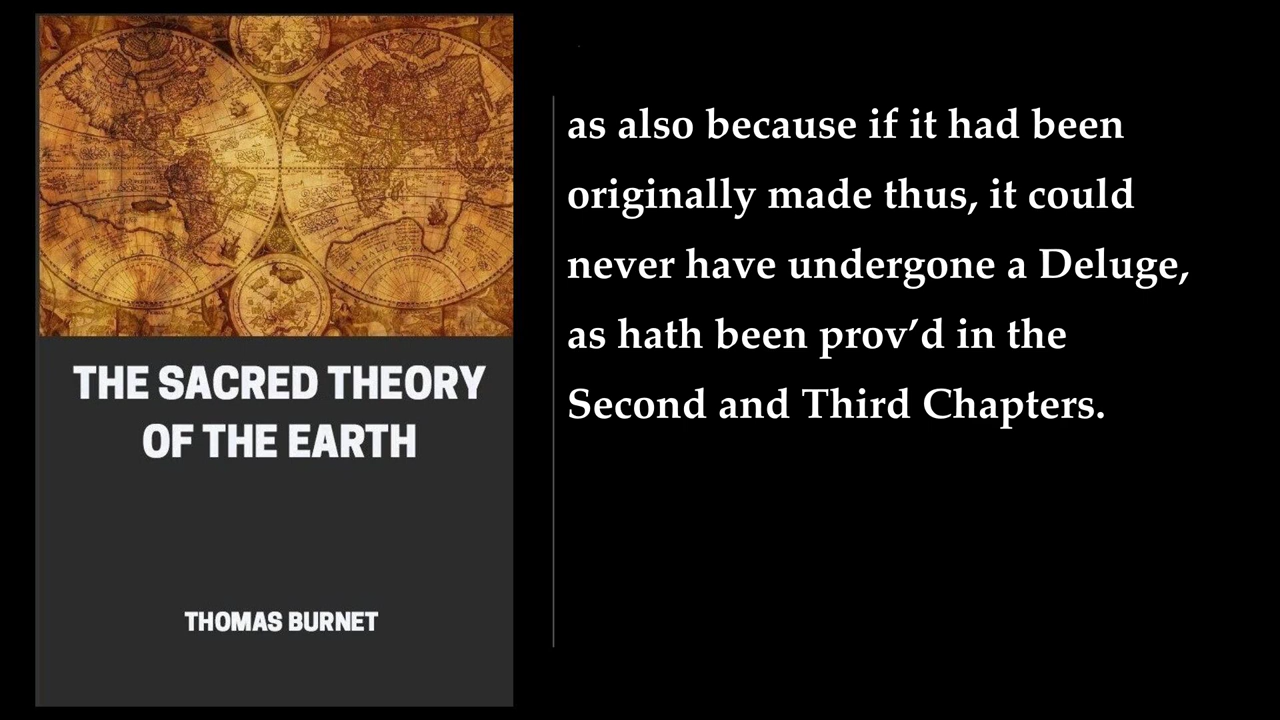 THE SACRED THEORY
OF THE EARTH
THOMAS BURNET
as also because if it had been
originally made thus, it could
never have undergone a Deluge,
as hath been prov’d in the
Second and Third Chapters.